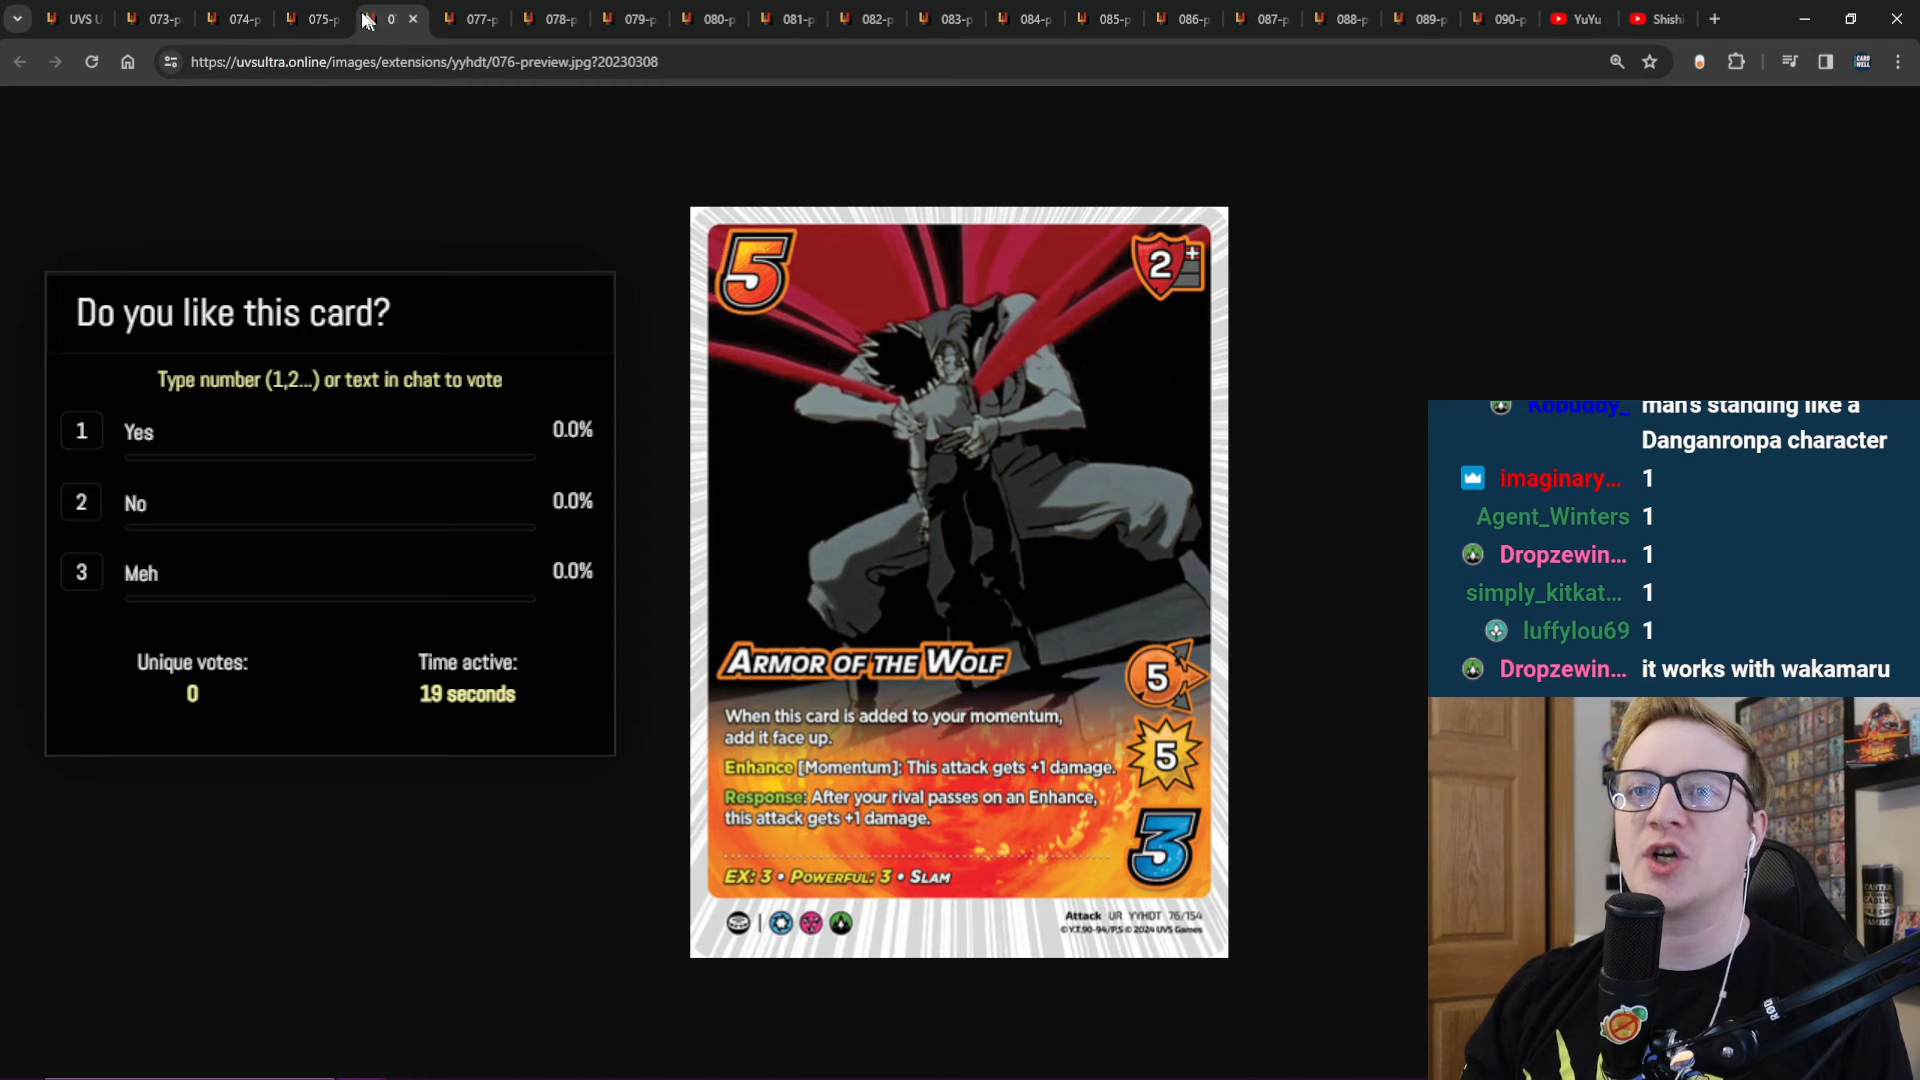 UVS U
073-p
074-p
075-p
07
077-p
078-p
079-p
080-p
081-p
082-p
083-p
084-p
085-p
086-p
087-p
088-p
089-p
090-p
YuYu
Shish
https://uvsultra.online/images/extensions/yyhdt/076-preview.jpg?20230308
Do you like this card?
Type number (1,2...) or text in chat to vote
1 Yes 0.0%
2 No 0.0%
3 Meh 0.0%
Unique votes: Time active:
0 19 seconds
5
2 +
ARMOR OF THE WOLF
5
When this card is added to your momentum,
add it face up.
Enhance [Momentum]: This attack gets +1 damage.
5
Response: After your rival passes on an Enhance,
this attack gets +1 damage.
3
EX: 3 • POWERFUL: 3 • SLAM
Attack UR YYHDT 76/154
©Y.T.90-94/P,S © 2024 UVS Games
Kobuddy_ man's standing like a
Danganronpa character
imaginary... 1
Agent_Winters 1
Dropzewin... 1
simply_kitkat... 1
luffylou69 1
Dropzewin... it works with wakamaru
CARD
WELL
CASTER